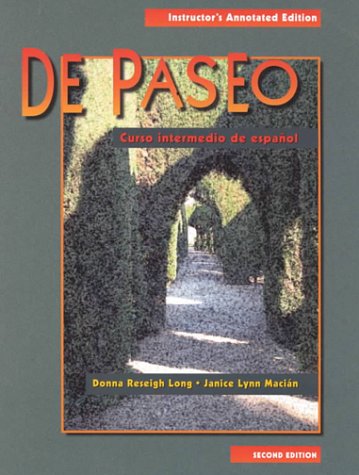 Instructor's Annotated Edition
DE PASEO
Curso intermedio de español
Donna Reseigh Long • Janice Lynn Macián
SECOND EDITION